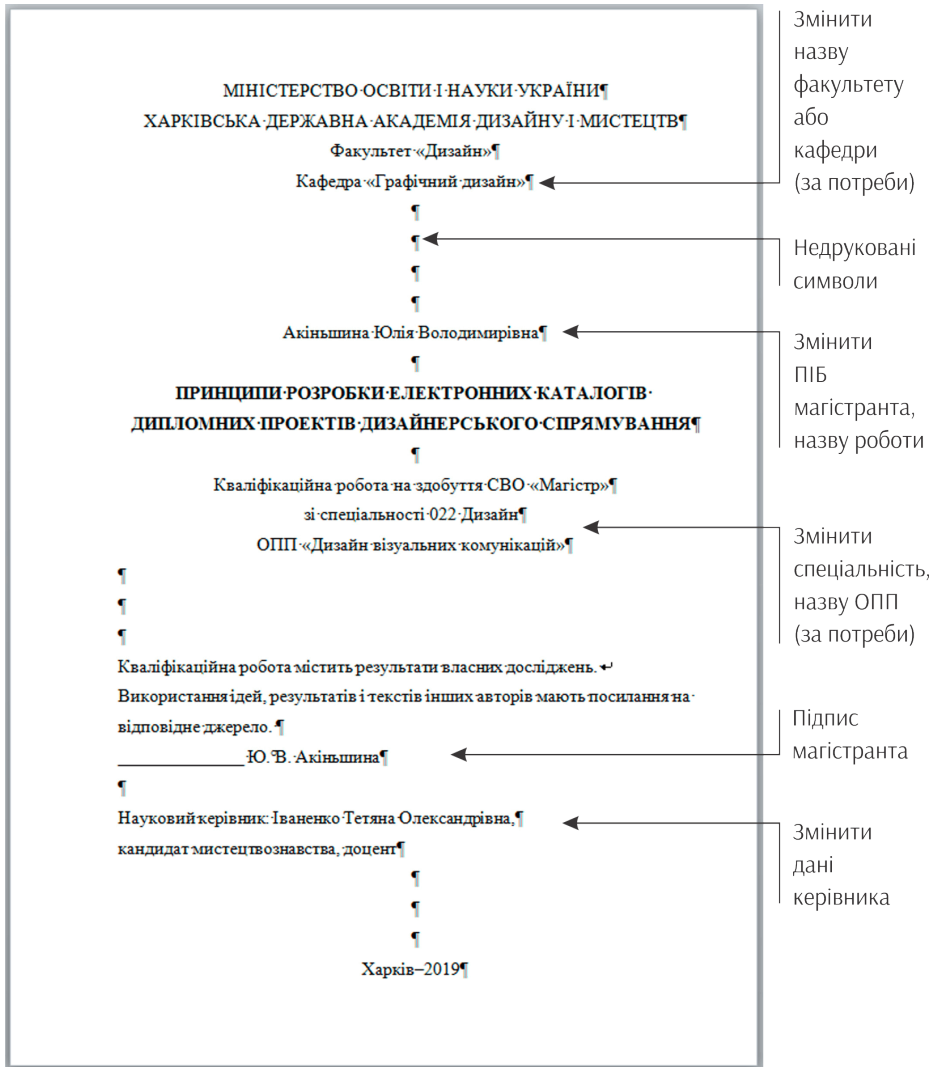 МІНІСТЕРСТВО·ОСВІТИ·І·НАУКИ·УКРАЇНИ¶
ХАРКІВСЬКА·ДЕРЖАВНА·АКАДЕМІЯ·ДИЗАЙНУ·І·МИСТЕЦТВ¶
Факультет·«Дизайн»¶
Кафедра·«Графічний·дизайн»¶
¶
¶
¶
¶
Акіньшина·Юлія·Володимирівна¶
¶
ПРИНЦИПИ·РОЗРОБКИ·ЕЛЕКТРОННИХ·КАТАЛОГІВ·
ДИПЛОМНИХ·ПРОЕКТІВ·ДИЗАЙНЕРСЬКОГО·СПРЯМУВАННЯ¶
¶
Кваліфікаційна·робота·на·здобуття·СВО·«Магістр»¶
зі·спеціальності·022·Дизайн¶
ОПП·«Дизайн·візуальних·комунікацій»¶
¶
¶
¶
Кваліфікаційна·робота·містить·результати·власних·досліджень.·↵
Використання·ідей,·результатів·і·текстів·інших·авторів·мають·посилання·на·
відповідне·джерело.·¶
_______________·Ю.·В.·Акіньшина¶
¶
Науковий·керівник:·Іваненко·Тетяна·Олександрівна,¶
кандидат·мистецтвознавства,·доцент¶
¶
¶
¶
Харків–2019¶
Змінити
назву
факультету
або
кафедри
(за потреби)
Недруковані
символи
Змінити
ПІБ
магістранта,
назву роботи
Змінити
спеціальність,
назву ОПП
(за потреби)
Підпис
магістранта
Змінити
дані
керівника